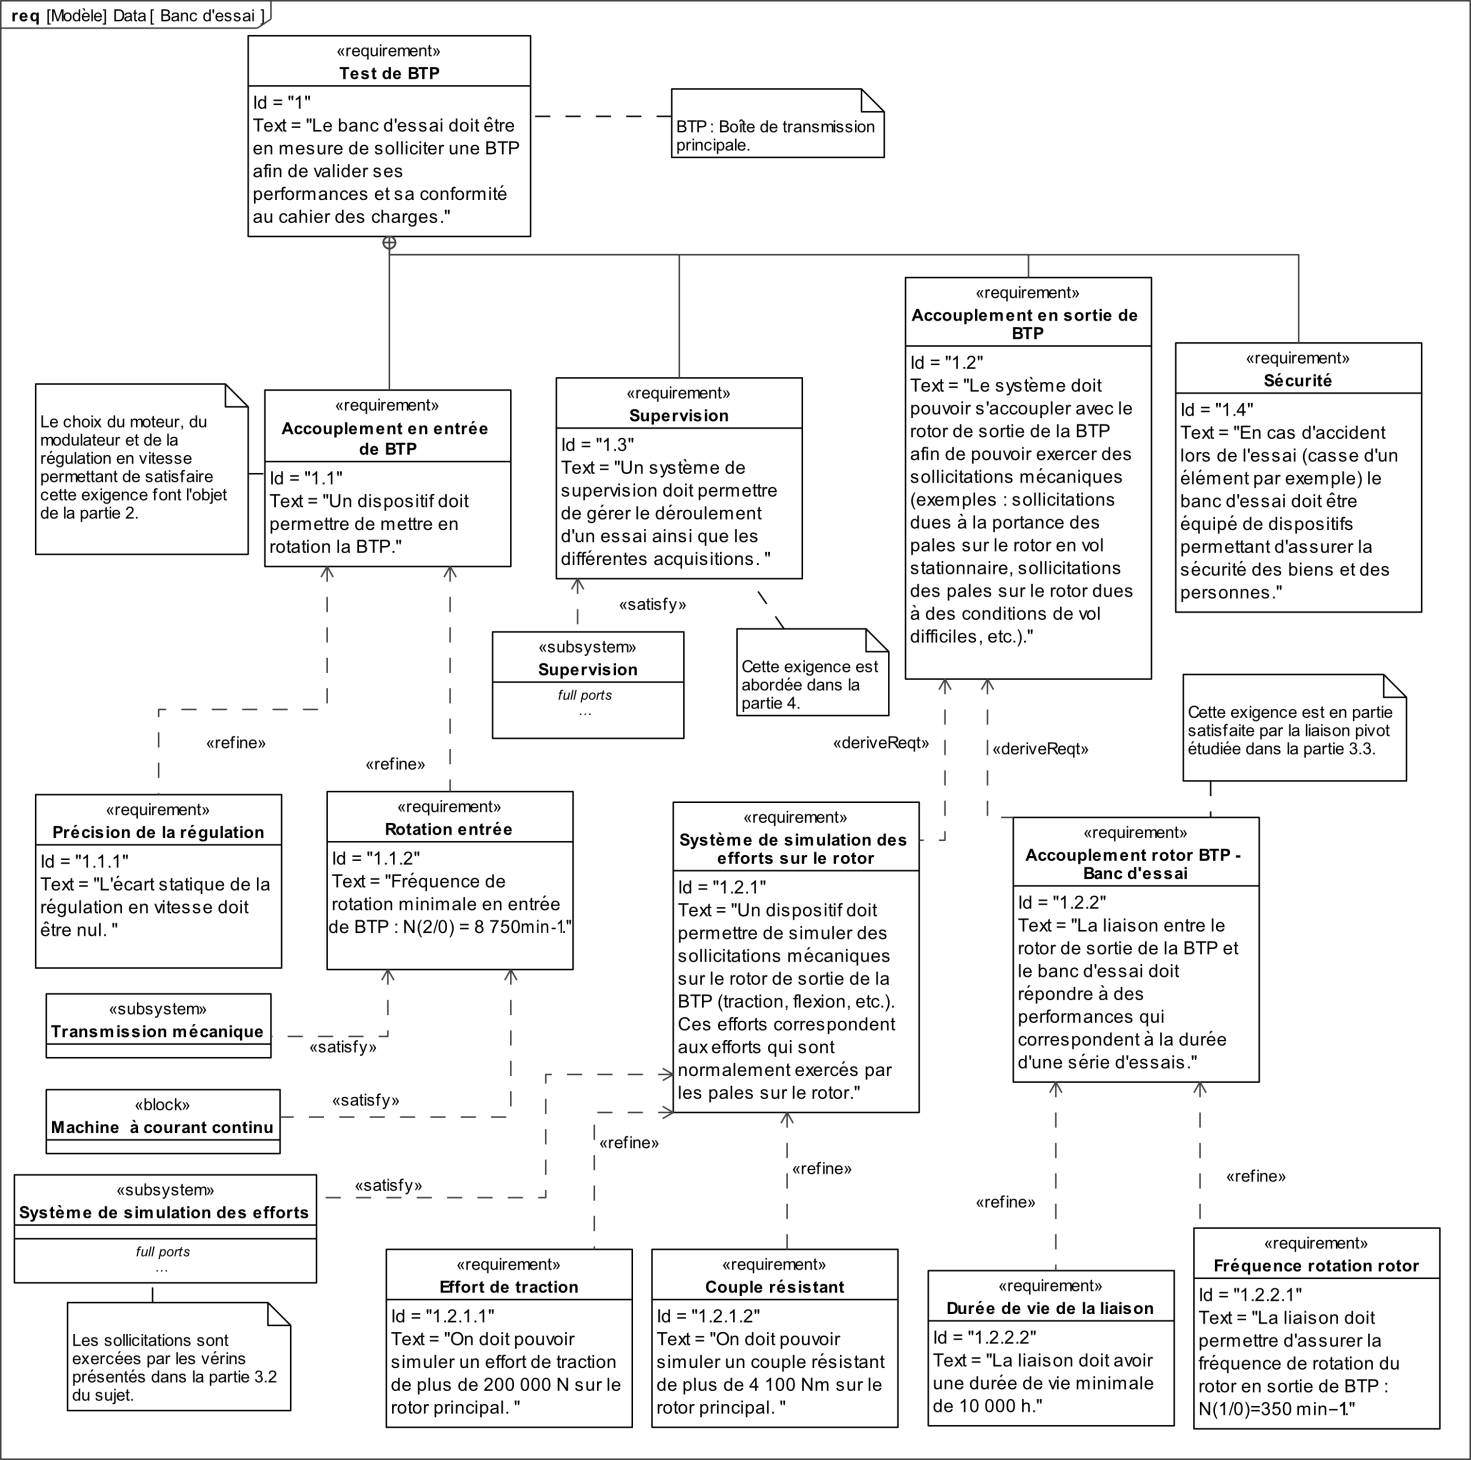 req [Modèle] Data [ Banc d'essai ]
«requirement»
Test de BTP
Id = "1"
Text = "Le banc d'essai doit être
en mesure de solliciter une BTP
afin de valider ses
performances et sa conformité
au cahier des charges."
BTP : Boîte de transmission
principale.
«requirement»
Accouplement en sortie de
BTP
Id = "1.2"
Text = "Le système doit
pouvoir s'accoupler avec le
rotor de sortie de la BTP
afin de pouvoir exercer des
sollicitations mécaniques
(exemples : sollicitations
dues à la portance des
pales sur le rotor en vol
stationnaire, sollicitations
des pales sur le rotor dues
à des conditions de vol
difficiles, etc.)."
«requirement»
Sécurité
Id = "1.4"
Text = "En cas d'accident
lors de l'essai (casse d'un
élément par exemple) le
banc d'essai doit être
équipé de dispositifs
permettant d'assurer la
sécurité des biens et des
personnes."
Le choix du moteur, du
modulateur et de la
régulation en vitesse
permettant de satisfaire
cette exigence font l'objet
de la partie 2.
«requirement»
Accouplement en entrée
de BTP
Id = "1.1"
Text = "Un dispositif doit
permettre de mettre en
rotation la BTP."
«requirement»
Supervision
Id = "1.3"
Text = "Un système de
supervision doit permettre
de gérer le déroulement
d'un essai ainsi que les
différentes acquisitions. "
«satisfy»
«subsystem»
Supervision
full ports
...
Cette exigence est
abordée dans la
partie 4.
Cette exigence est en partie
satisfaite par la liaison pivot
étudiée dans la partie 3.3.
«refine»
«refine»
«deriveReqt»
«deriveReqt»
«requirement»
Précision de la régulation
Id = "1.1.1"
Text = "L'écart statique de la
régulation en vitesse doit
être nul. "
«requirement»
Rotation entrée
Id = "1.1.2"
Text = "Fréquence de
rotation minimale en entrée
de BTP : N(2/0) = 8 750min-1."
«requirement»
Système de simulation des
efforts sur le rotor
Id = "1.2.1"
Text = "Un dispositif doit
permettre de simuler des
sollicitations mécaniques
sur le rotor de sortie de la
BTP (traction, flexion, etc.).
Ces efforts correspondent
aux efforts qui sont
normalement exercés par
les pales sur le rotor."
«requirement»
Accouplement rotor BTP -
Banc d'essai
Id = "1.2.2"
Text = "La liaison entre le
rotor de sortie de la BTP et
le banc d'essai doit
répondre à des
performances qui
correspondent à la durée
d'une série d'essais."
«subsystem»
Transmission mécanique
«satisfy»
«block»
Machine à courant continu
«satisfy»
«subsystem»
Système de simulation des efforts
full ports
...
«satisfy»
«refine»
«refine»
«refine»
«refine»
Les sollicitations sont
exercées par les vérins
présentés dans la partie 3.2
du sujet.
«requirement»
Effort de traction
Id = "1.2.1.1"
Text = "On doit pouvoir
simuler un effort de traction
de plus de 200 000 N sur le
rotor principal. "
«requirement»
Couple résistant
Id = "1.2.1.2"
Text = "On doit pouvoir
simuler un couple résistant
de plus de 4 100 Nm sur le
rotor principal. "
«requirement»
Durée de vie de la liaison
Id = "1.2.2.2"
Text = "La liaison doit avoir
une durée de vie minimale
de 10 000 h."
«requirement»
Fréquence rotation rotor
Id = "1.2.2.1"
Text = "La liaison doit
permettre d'assurer la
fréquence de rotation du
rotor en sortie de BTP :
N(1/0)=350 min−1."